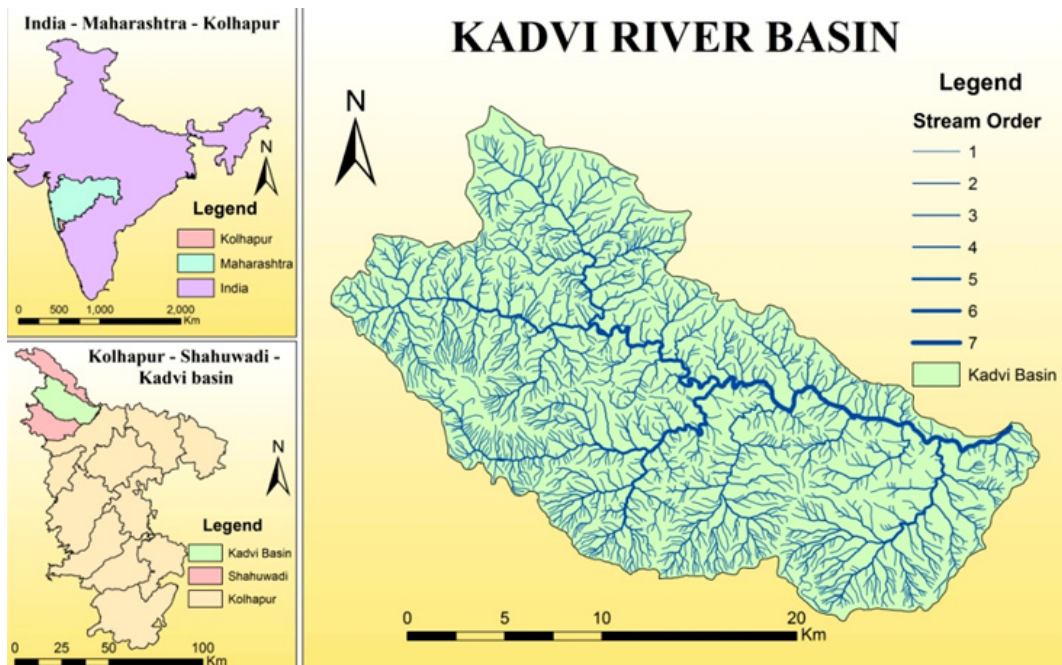 India - Maharashtra - Kolhapur
N
Legend
Kolhapur
Maharashtra
India
0 500 1,000 2,000
Km
Kolhapur - Shahuwadi -
Kadvi basin
N
Legend
Kadvi Basin
Shahuwadi
Kolhapur
0 25 50 100
Km
KADVI RIVER BASIN
N
Legend
Stream Order
1
2
3
4
5
6
7
Kadvi Basin
0 5 10 20
Km